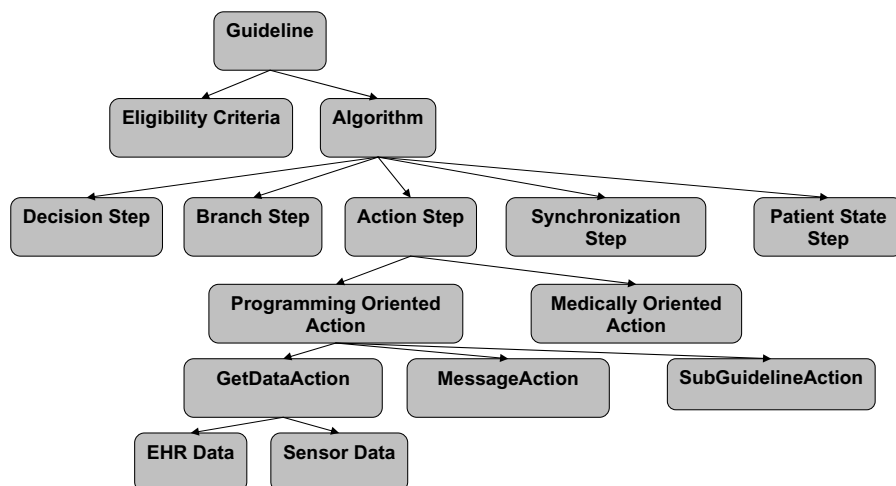 Guideline
Eligibility Criteria
Algorithm
Decision Step
Branch Step
Action Step
Synchronization
Step
Patient State
Step
Programming Oriented
Action
Medically Oriented
Action
GetDataAction
MessageAction
SubGuidelineAction
EHR Data
Sensor Data